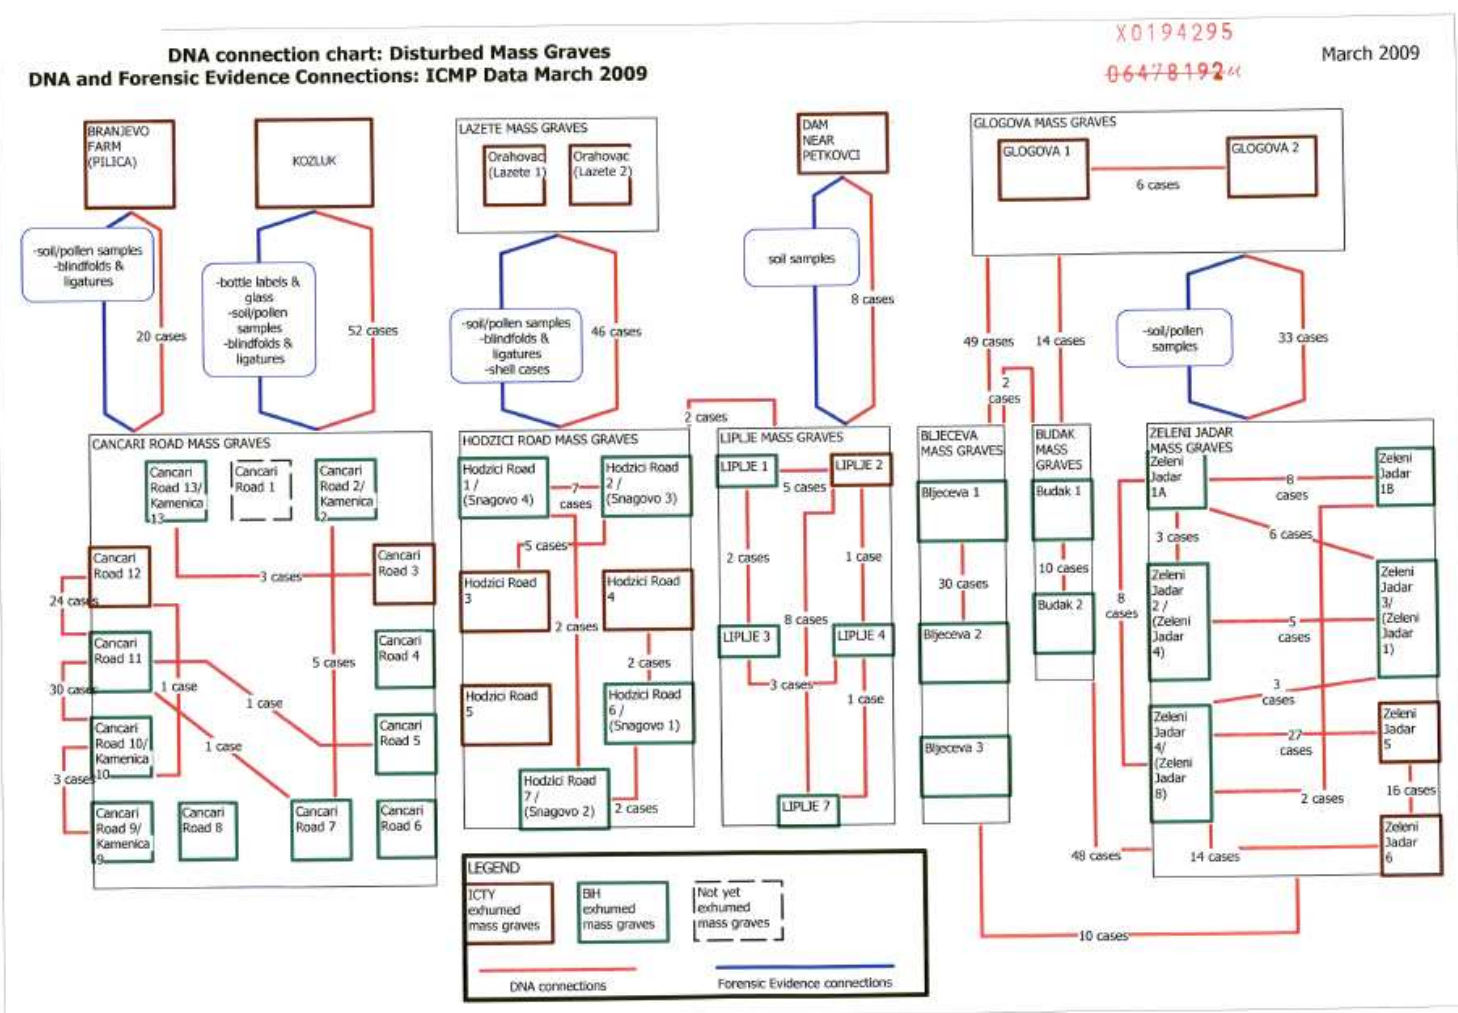 X0194295
DNA connection chart: Disturbed Mass Graves
DNA and Forensic Evidence Connections: ICMP Data March 2009
06478192
March 2009
BRANJEVO
FARM
(PILICA)
KOZLUK
LAZETE MASS GRAVES
Orahovac
(Lazete 1)
Orahovac
(Lazete 2)
DAM
NEAR
PETKOVCI
GLOGOVA MASS GRAVES
GLOGOVA 1
GLOGOVA 2
6 cases
-soil/pollen samples
-blindfolds &
ligatures
20 cases
-bottle labels &
glass
-soil/pollen
samples
-blindfolds &
ligatures
52 cases
-soil/pollen samples
-blindfolds &
ligatures
-shell cases
46 cases
soil samples
8 cases
49 cases
14 cases
2
cases
-soil/pollen
samples
33 cases
2 cases
CANCARI ROAD MASS GRAVES
Cancari
Road 13/
Kamenica
13
Cancari
Road 1
Cancari
Road 2/
Kamenica
2
Cancari
Road 12
3 cases
Cancari
Road 3
24 cases
Cancari
Road 11
5 cases
Cancari
Road 4
30 cases
1 case
1 case
Cancari
Road 10/
Kamenica
10
1 case
Cancari
Road 5
3 cases
Cancari
Road 9/
Kamenica
9
Cancari
Road 8
Cancari
Road 7
Cancari
Road 6
HODZICI ROAD MASS GRAVES
Hodzici Road
1 /
(Snagovo 4)
7
cases
Hodzici Road
2 /
(Snagovo 3)
5 cases
Hodzici Road
3
Hodzici Road
4
2 cases
2 cases
Hodzici Road
5
Hodzici Road
6 /
(Snagovo 1)
Hodzici Road
7 /
(Snagovo 2)
2 cases
LIPLJE MASS GRAVES
LIPLJE 1
LIPLJE 2
5 cases
2 cases
1 case
8 cases
LIPLJE 3
LIPLJE 4
3 cases
1 case
LIPLJE 7
BLJECEVA
MASS GRAVES
Bljeceva 1
30 cases
Bljeceva 2
Bljeceva 3
BUDAK
MASS
GRAVES
Budak 1
10 cases
Budak 2
ZELENI JADAR
MASS GRAVES
Zeleni
Jadar
1A
8
cases
Zeleni
Jadar
1B
3 cases
6 cases
Zeleni
Jadar
2 /
(Zeleni
Jadar
4)
8
cases
5
cases
Zeleni
Jadar
3/
(Zeleni
Jadar
1)
3
cases
Zeleni
Jadar
4/
(Zeleni
Jadar
8)
27
cases
Zeleni
Jadar
5
2 cases
16 cases
48 cases
14 cases
Zeleni
Jadar
6
10 cases
LEGEND
ICTY
exhumed
mass graves
BiH
exhumed
mass graves
Not yet
exhumed
mass graves
DNA connections
Forensic Evidence connections